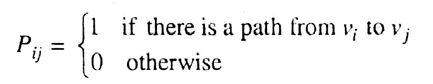 P_ij = { 1 if there is a path from v_i to v_j
0 otherwise